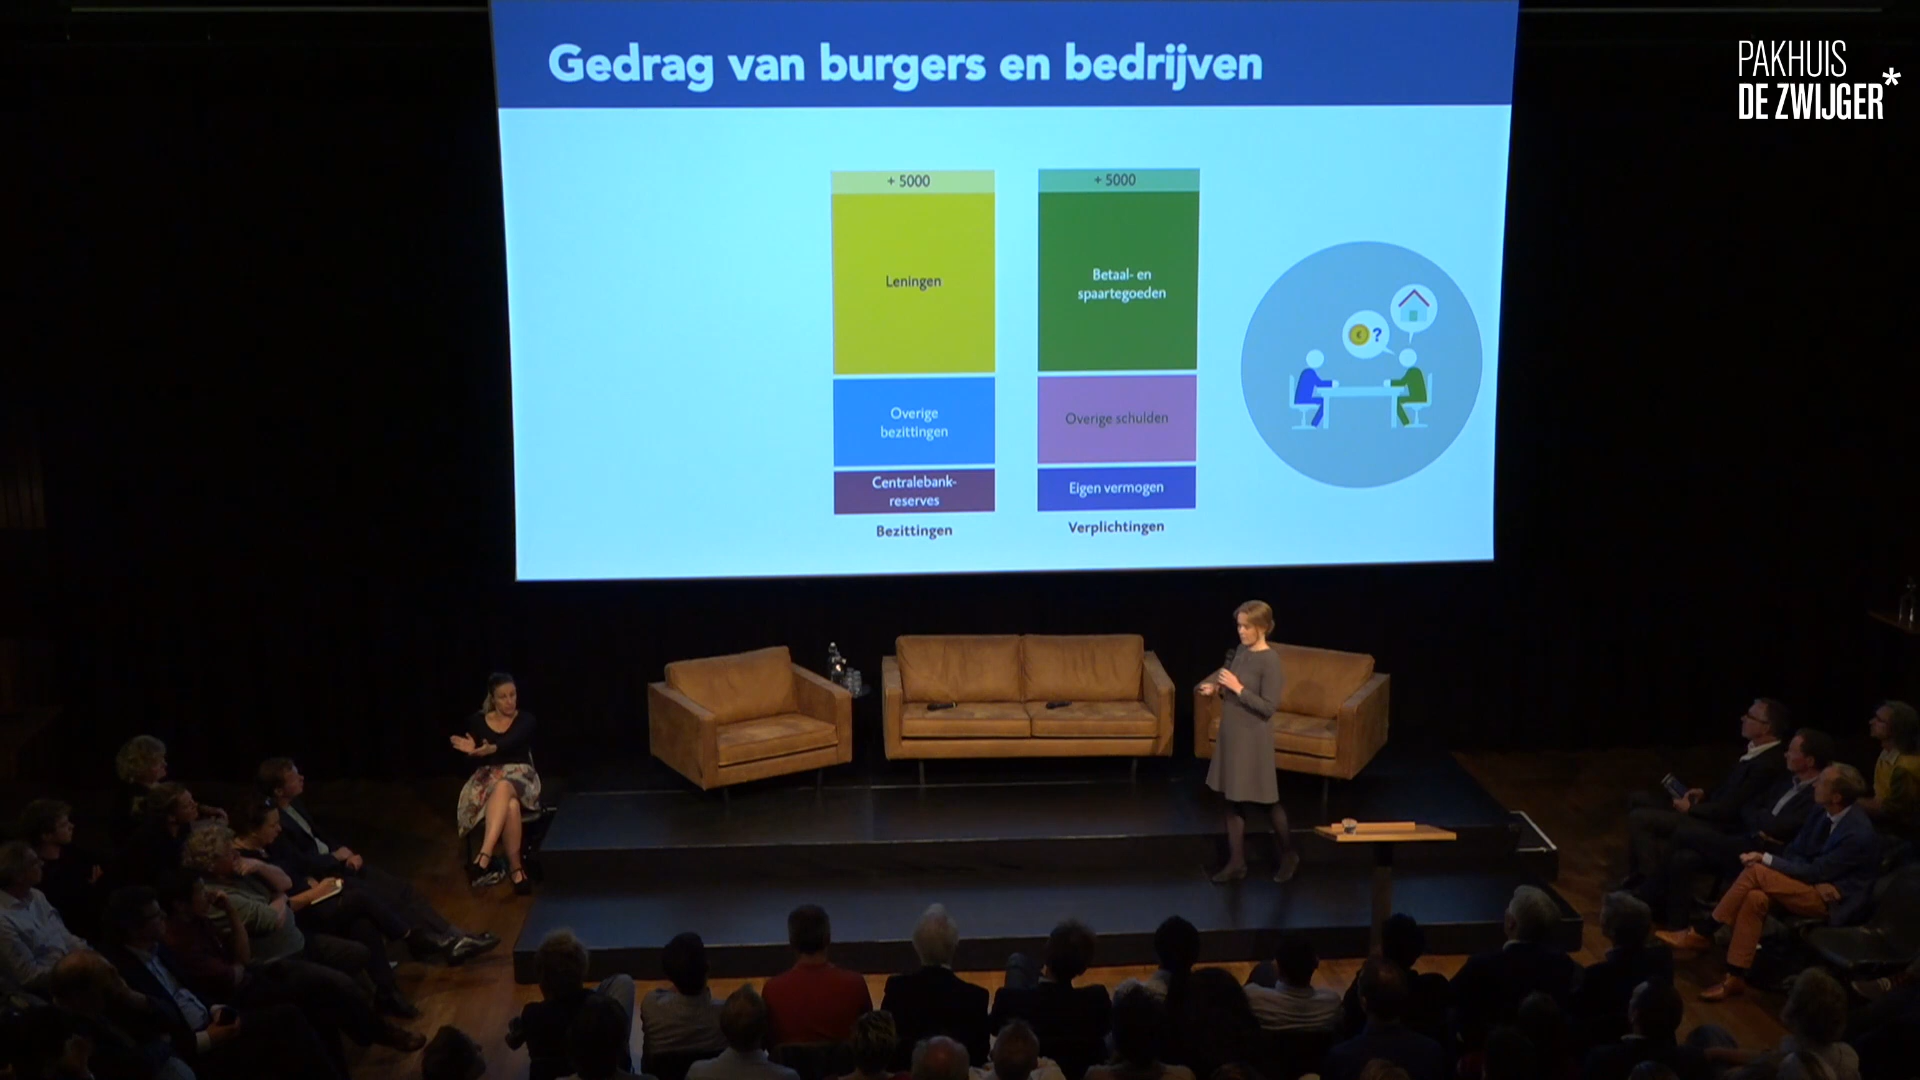 Gedrag van burgers en bedrijven
PAKHUIS
DE ZWIJGER*
+ 5000
Leningen
Overige
bezittingen
Centralebank-
reserves
Bezittingen
+ 5000
Betaal- en
spaartegoeden
Overige schulden
Eigen vermogen
Verplichtingen
€ ?